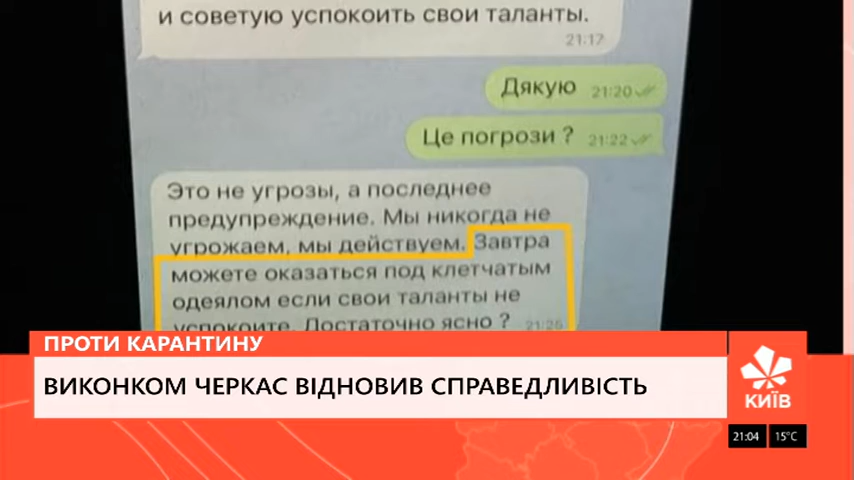 и советую успокоить свои таланты.
21:17
Дякую 21:20
Це погрози ? 21:22
Это не угрозы, а последнее
предупреждение. Мы никогда не
угрожаем, мы действуем. Завтра
можете оказаться под клетчатым
одеялом если свои таланты не
успокоите. Достаточно ясно ? 21:25
ПРОТИ КАРАНТИНУ
ВИКОНКОМ ЧЕРКАС ВІДНОВИВ СПРАВЕДЛИВІСТЬ
КИЇВ
21:04 15°C